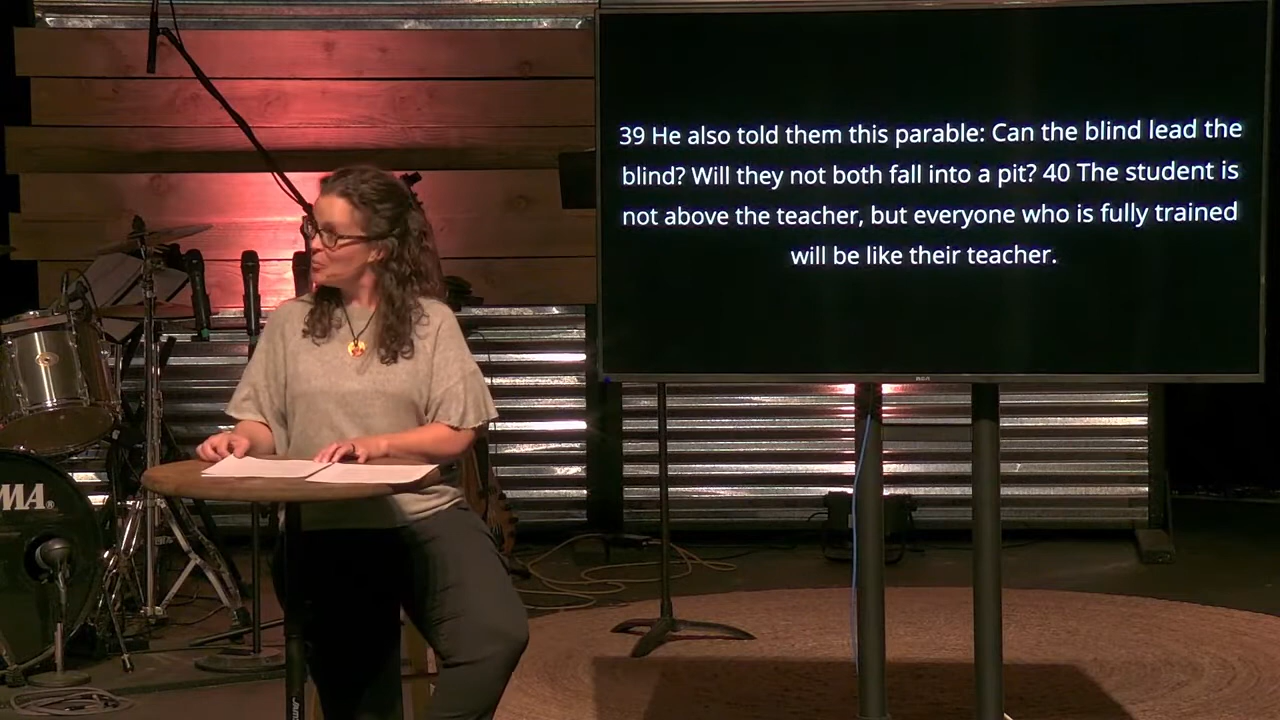 39 He also told them this parable: Can the blind lead the
blind? Will they not both fall into a pit? 40 The student is
not above the teacher, but everyone who is fully trained
will be like their teacher.
RCA
MA®